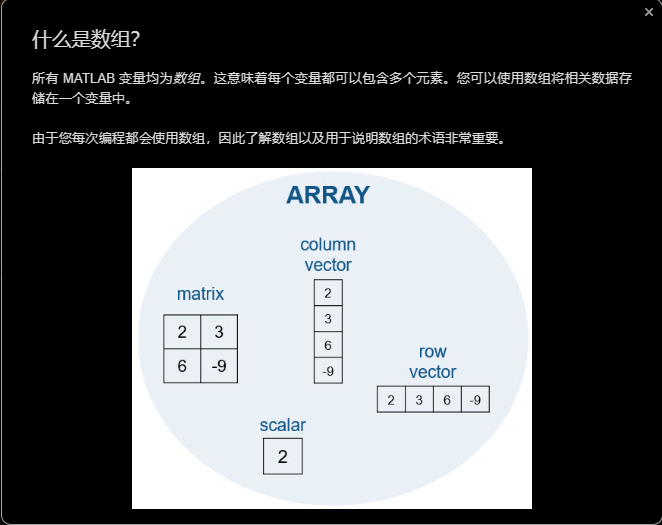 什么是数组?
所有 MATLAB 变量均为数组。这意味着每个变量都可以包含多个元素。您可以使用数组将相关数据存
储在一个变量中。
由于您每次编程都会使用数组，因此了解数组以及用于说明数组的术语非常重要。
ARRAY
column
vector
2
3
6
-9
matrix
2 3
6 -9
row
vector
2 3 6 -9
scalar
2